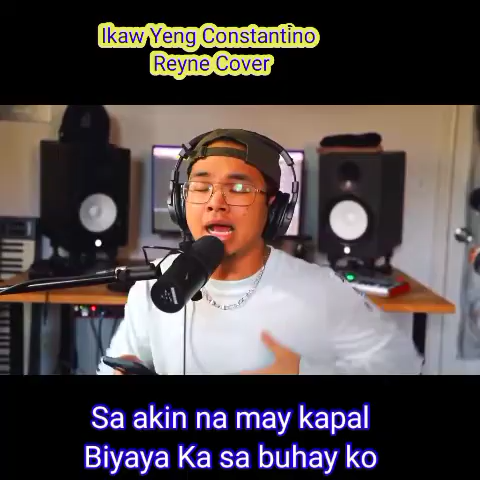 Ikaw Yeng Constantino
Reyne Cover
Sa akin na may kapal
Biyaya Ka sa buhay ko